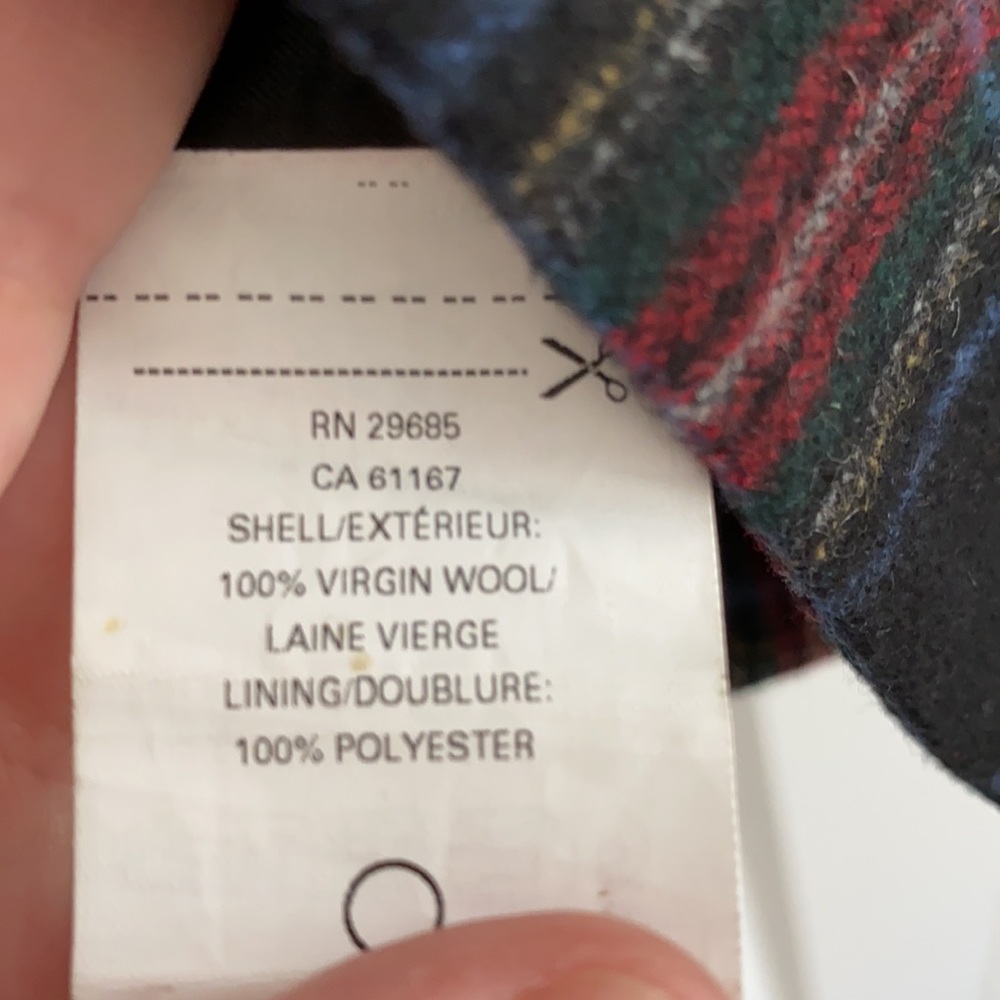 RN 29685
CA 61167
SHELL/EXTÉRIEUR:
100% VIRGIN WOOL/
LAINE VIERGE
LINING/DOUBLURE:
100% POLYESTER